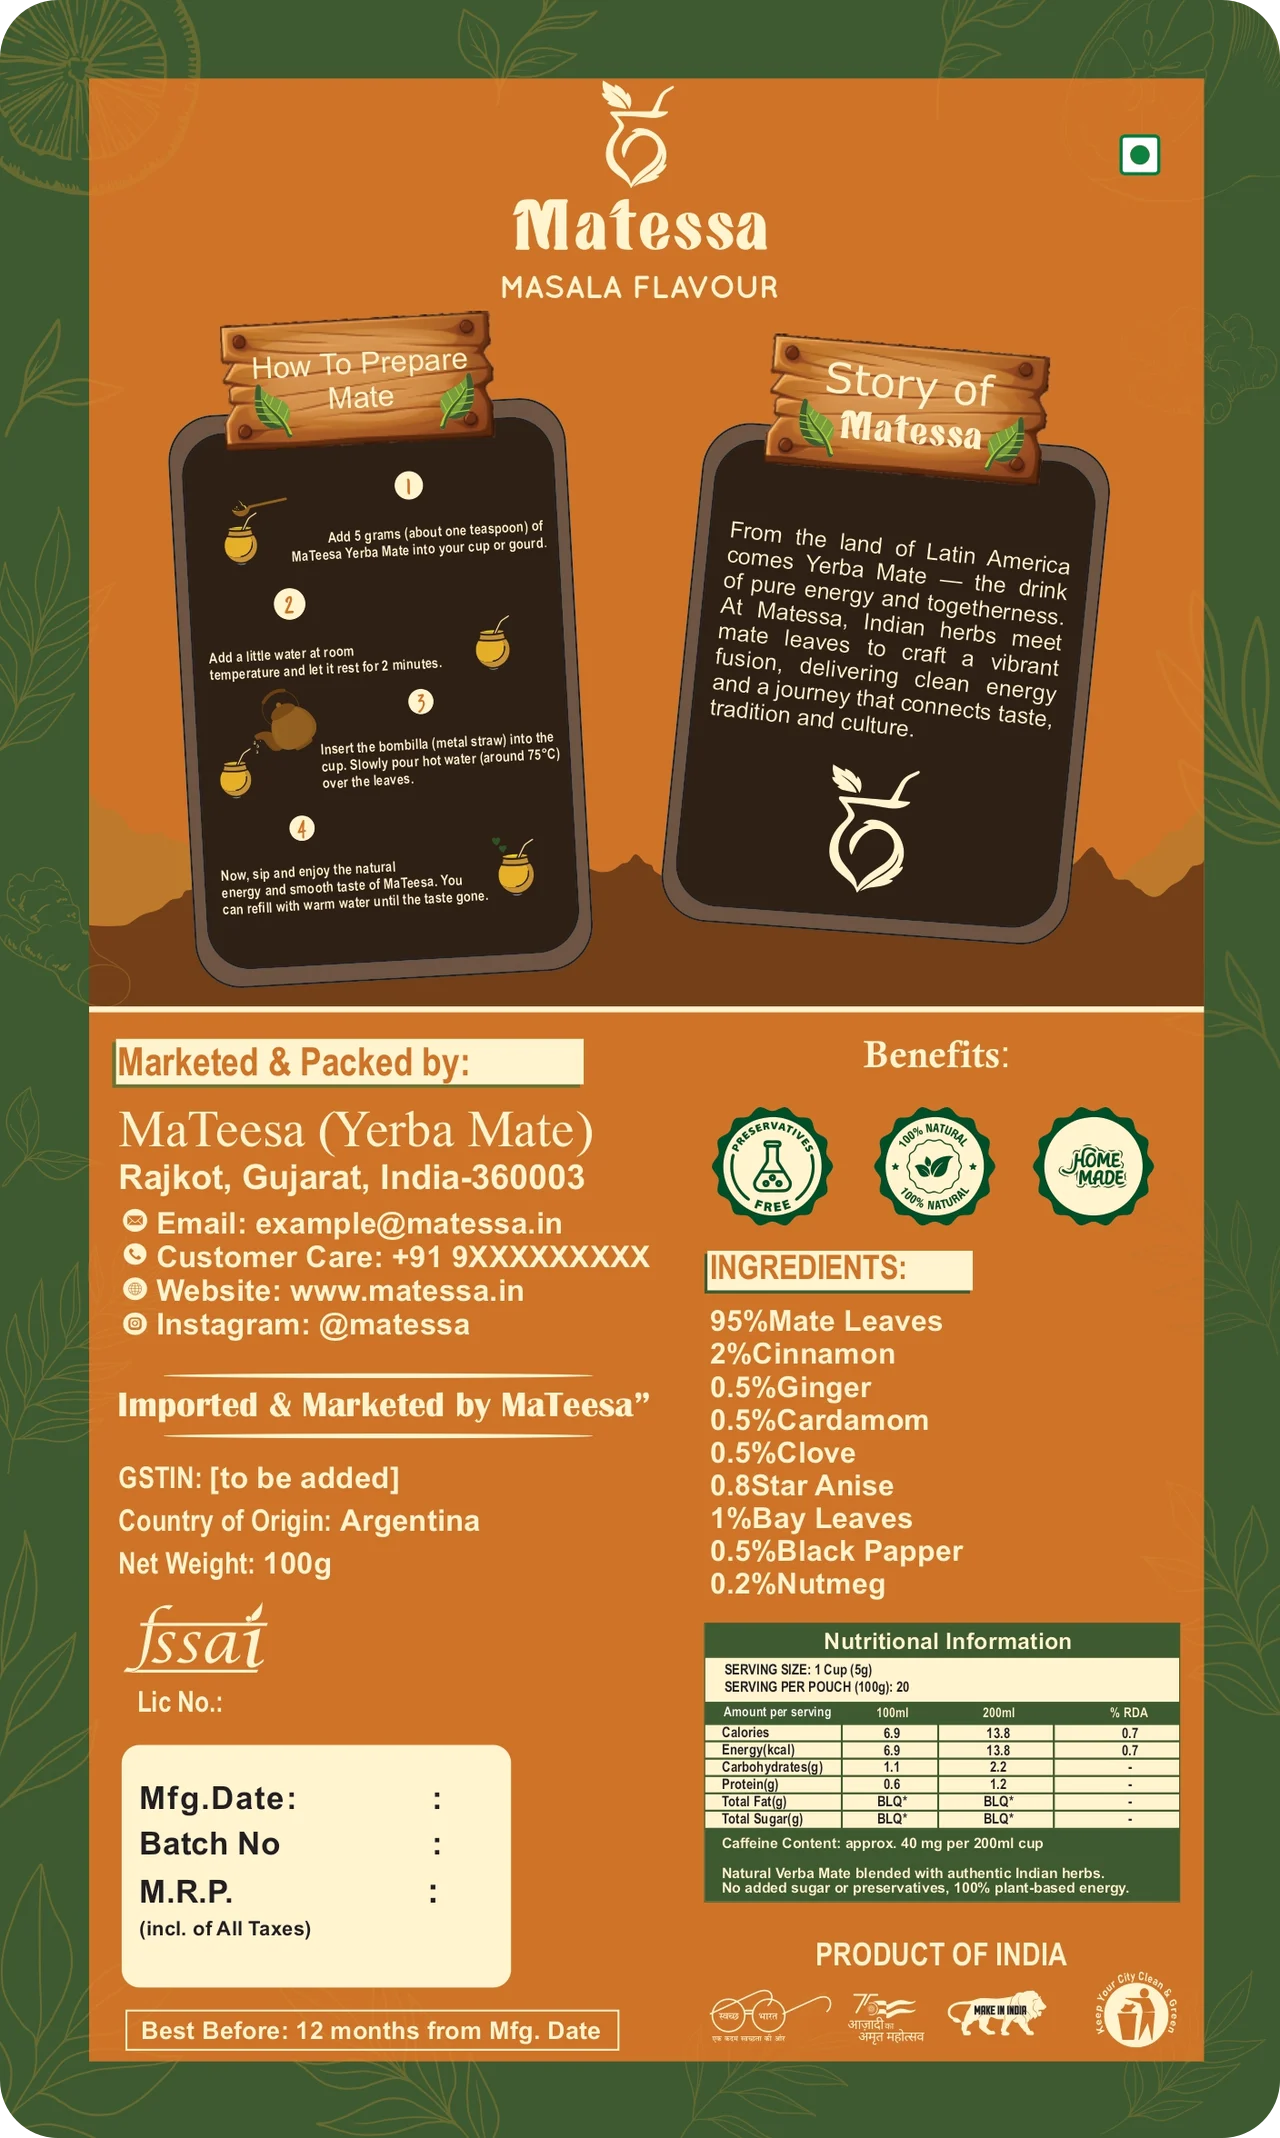 Matessa
MASALA FLAVOUR
How To Prepare
Mate
1
Add 5 grams (about one teaspoon) of
MaTeesa Yerba Mate into your cup or gourd.
2
Add a little water at room
temperature and let it rest for 2 minutes.
3
Insert the bombilla (metal straw) into the
cup. Slowly pour hot water (around 75°C)
over the leaves.
4
Now, sip and enjoy the natural
energy and smooth taste of MaTeesa. You
can refill with warm water until the taste gone.
Story of
Matessa
From the land of Latin America
comes Yerba Mate — the drink
of pure energy and togetherness.
At Matessa, Indian herbs meet
mate leaves to craft a vibrant
fusion, delivering clean energy
and a journey that connects taste,
tradition and culture.
Marketed & Packed by:
MaTeesa (Yerba Mate)
Rajkot, Gujarat, India-360003
Email: example@matessa.in
Customer Care: +91 9XXXXXXXXX
Website: www.matessa.in
Instagram: @matessa
Imported & Marketed by MaTeesa”
GSTIN: [to be added]
Country of Origin: Argentina
Net Weight: 100g
fssai
Lic No.:
Mfg.Date: :
Batch No :
M.R.P. :
(incl. of All Taxes)
Best Before: 12 months from Mfg. Date
Benefits:
PRESERVATIVES
FREE
100% NATURAL
100% NATURAL
HOME
MADE
INGREDIENTS:
95%Mate Leaves
2%Cinnamon
0.5%Ginger
0.5%Cardamom
0.5%Clove
0.8Star Anise
1%Bay Leaves
0.5%Black Papper
0.2%Nutmeg
Nutritional Information
SERVING SIZE: 1 Cup (5g)
SERVING PER POUCH (100g): 20
Amount per serving 100ml 200ml % RDA
Calories 6.9 13.8 0.7
Energy(kcal) 6.9 13.8 0.7
Carbohydrates(g) 1.1 2.2 -
Protein(g) 0.6 1.2 -
Total Fat(g) BLQ* BLQ* -
Total Sugar(g) BLQ* BLQ* -
Caffeine Content: approx. 40 mg per 200ml cup
Natural Verba Mate blended with authentic Indian herbs.
No added sugar or preservatives, 100% plant-based energy.
PRODUCT OF INDIA
स्वच्छ भारत
एक कदम स्वच्छता की ओर
75
आज़ादी का
अमृत महोत्सव
MAKE IN INDIA
Keep Your City Clean & Green